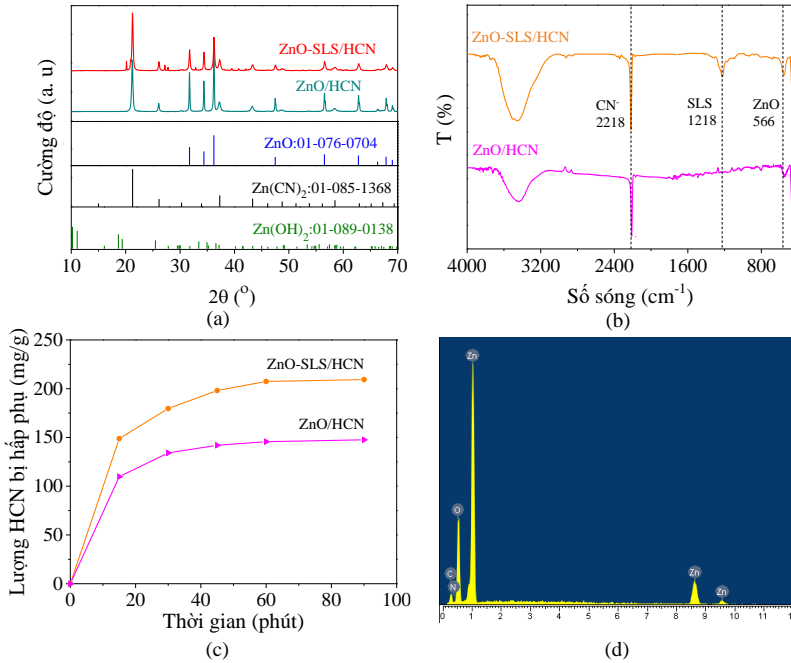 ZnO-SLS/HCN
ZnO/HCN
ZnO:01-076-0704
Zn(CN)2:01-085-1368
Zn(OH)2:01-089-0138
Cường độ (a. u)
10 20 30 40 50 60 70
2θ (o)
(a)
ZnO-SLS/HCN
CN-
2218
SLS
1218
ZnO
566
ZnO/HCN
T (%)
4000 3200 2400 1600 800
Số sóng (cm-1)
(b)
250
200
150
100
50
0
ZnO-SLS/HCN
ZnO/HCN
Lượng HCN bị hấp phụ (mg/g)
0 20 40 60 80 100
Thời gian (phút)
(c)
Zn
O
C
N
Zn
Zn
0 1 2 3 4 5 6 7 8 9 10 11 12
(d)